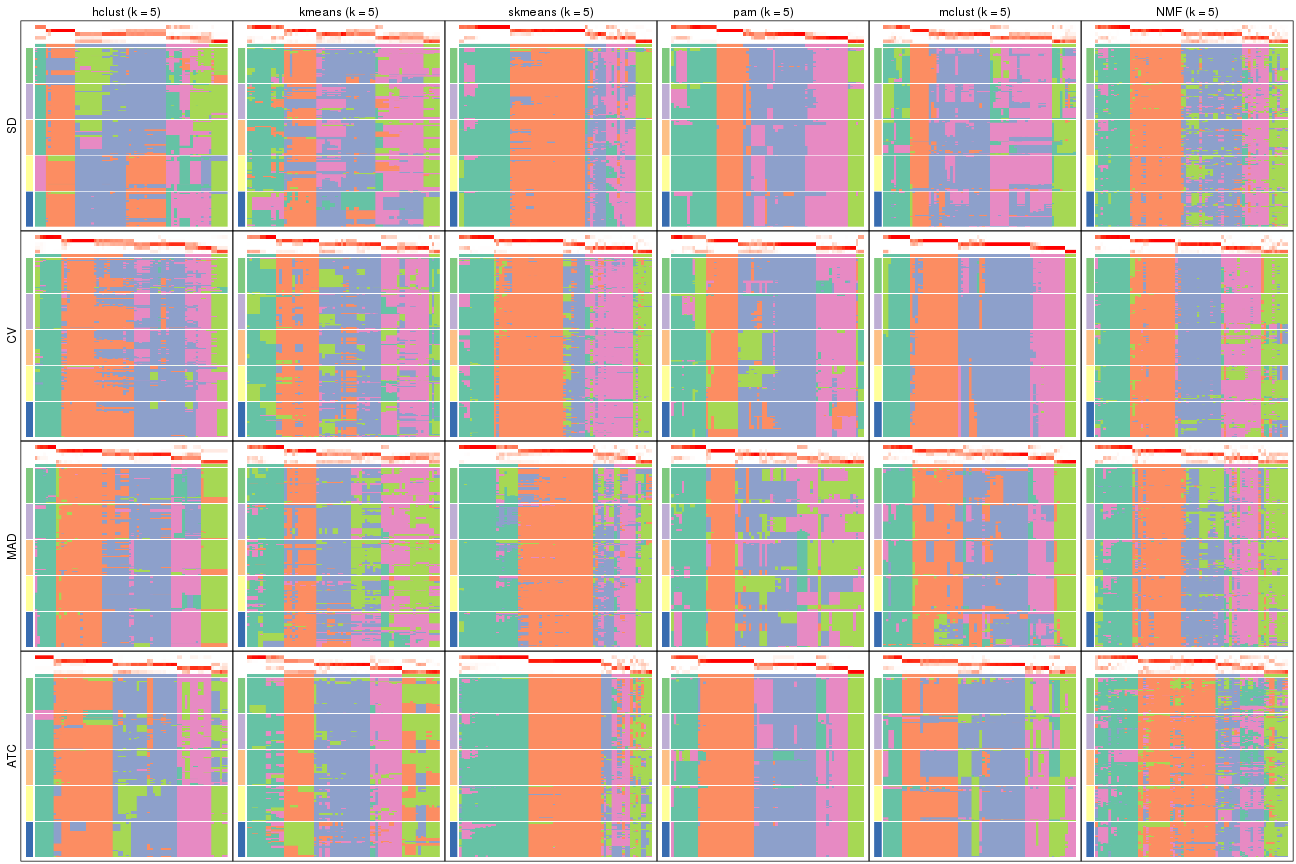 hclust (k = 5) kmeans (k = 5) skmeans (k = 5) pam (k = 5) mclust (k = 5) NMF (k = 5)
SD
CV
MAD
ATC